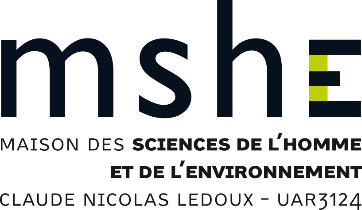 mshE
MAISON DES SCIENCES DE L'HOMME
ET DE L'ENVIRONNEMENT
CLAUDE NICOLAS LEDOUX – UAR3124